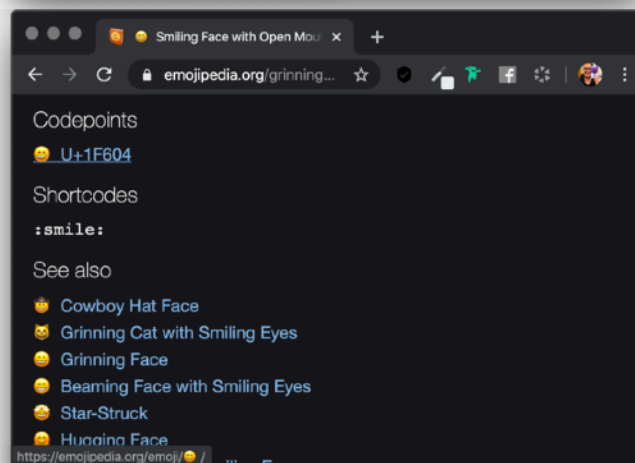 😄 Smiling Face with Open Mou
emojipedia.org/grinning...
Codepoints
😄 U+1F604
Shortcodes
:smile:
See also
🤠 Cowboy Hat Face
😸 Grinning Cat with Smiling Eyes
😀 Grinning Face
😁 Beaming Face with Smiling Eyes
🤩 Star-Struck
🤗 Hugging Face
https://emojipedia.org/emoji/😄/